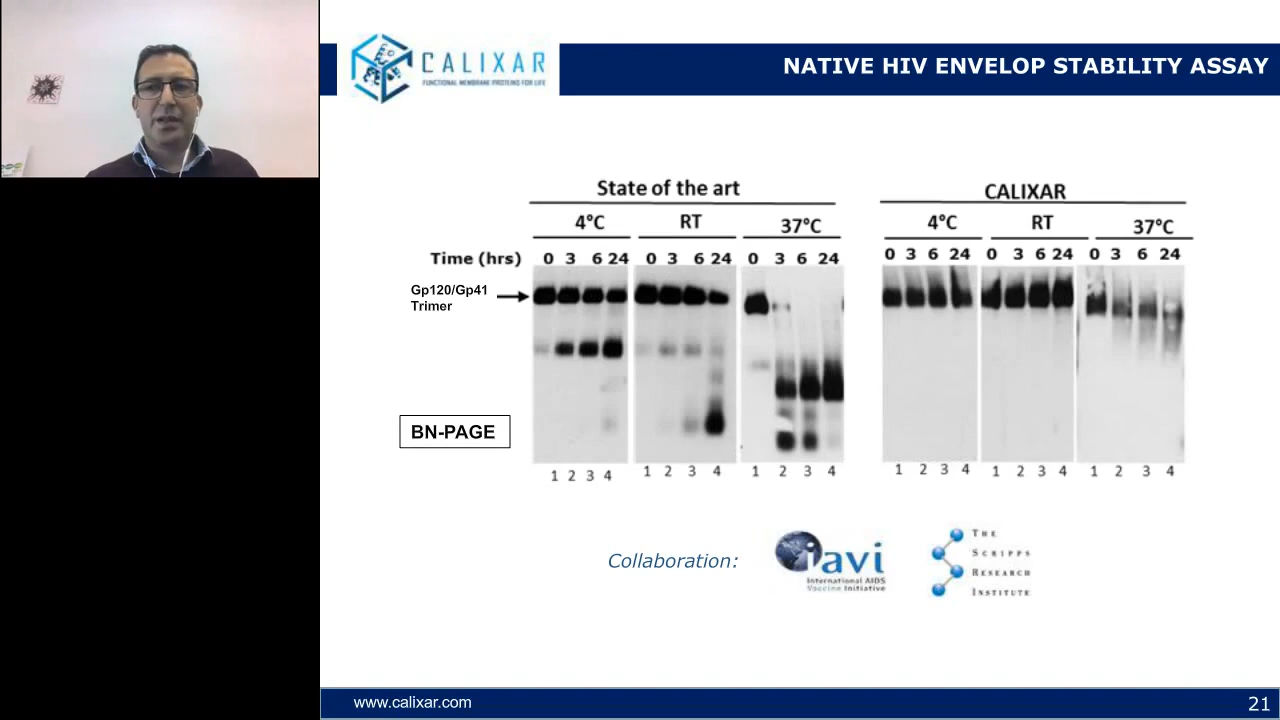 CALIXAR
FUNCTIONAL MEMBRANE PROTEINS FOR LIFE
NATIVE HIV ENVELOP STABILITY ASSAY
State of the art
CALIXAR
4°C RT 37°C
4°C RT 37°C
Time (hrs) 0 3 6 24 0 3 6 24 0 3 6 24
0 3 6 24 0 3 6 24 0 3 6 24
Gp120/Gp41
Trimer
BN-PAGE
1 2 3 4 1 2 3 4 1 2 3 4
1 2 3 4 1 2 3 4 1 2 3 4
Collaboration:
iavi
International AIDS
Vaccine Initiative
THE
SCRIPPS
RESEARCH
INSTITUTE
www.calixar.com
21